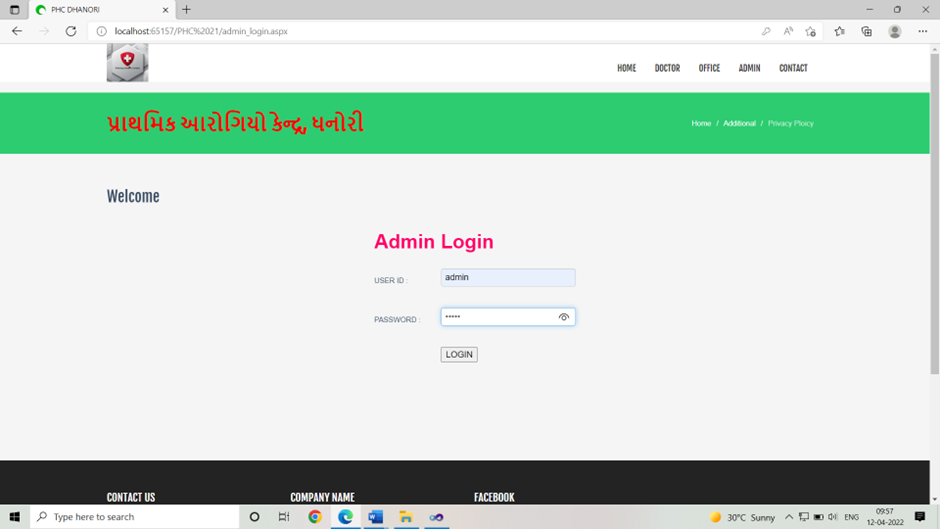 PHC DHANORI
localhost:65157/PHC%2021/admin_login.aspx
HOME DOCTOR OFFICE ADMIN CONTACT
પ્રાથમિક આરોગિયો કેન્દ્ર, ધનોરી
Home / Additional / Privacy Ploicy
Welcome
Admin Login
USER ID : admin
PASSWORD : •••••
LOGIN
CONTACT US COMPANY NAME FACEBOOK
Type here to search
30°C Sunny
ENG
09:57
12-04-2022